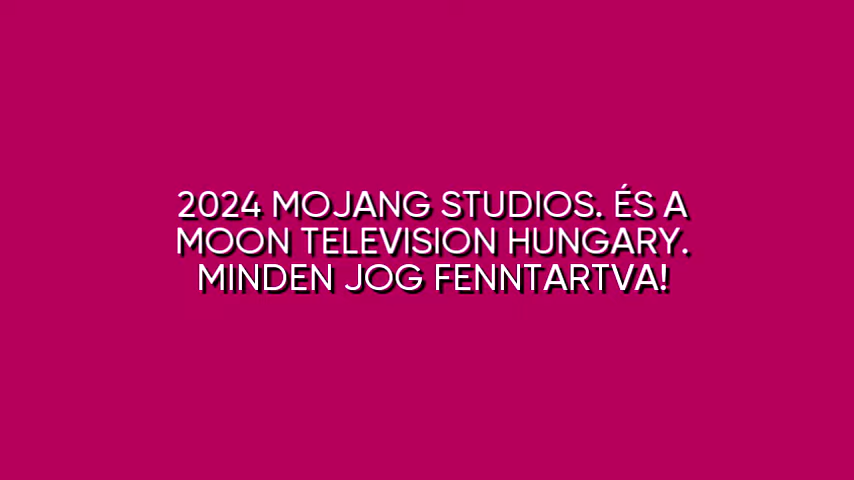 2024 MOJANG STUDIOS. ÉS A
MOON TELEVISION HUNGARY.
MINDEN JOG FENNTARTVA!